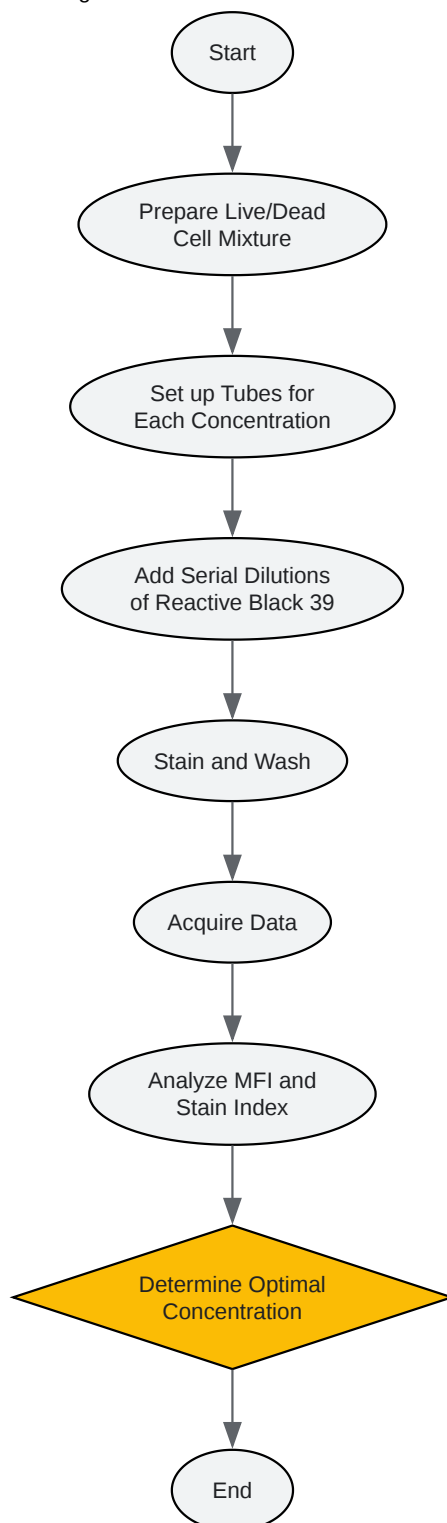 Start
Prepare Live/Dead
Cell Mixture
Set up Tubes for
Each Concentration
Add Serial Dilutions
of Reactive Black 39
Stain and Wash
Acquire Data
Analyze MFI and
Stain Index
Determine Optimal
Concentration
End